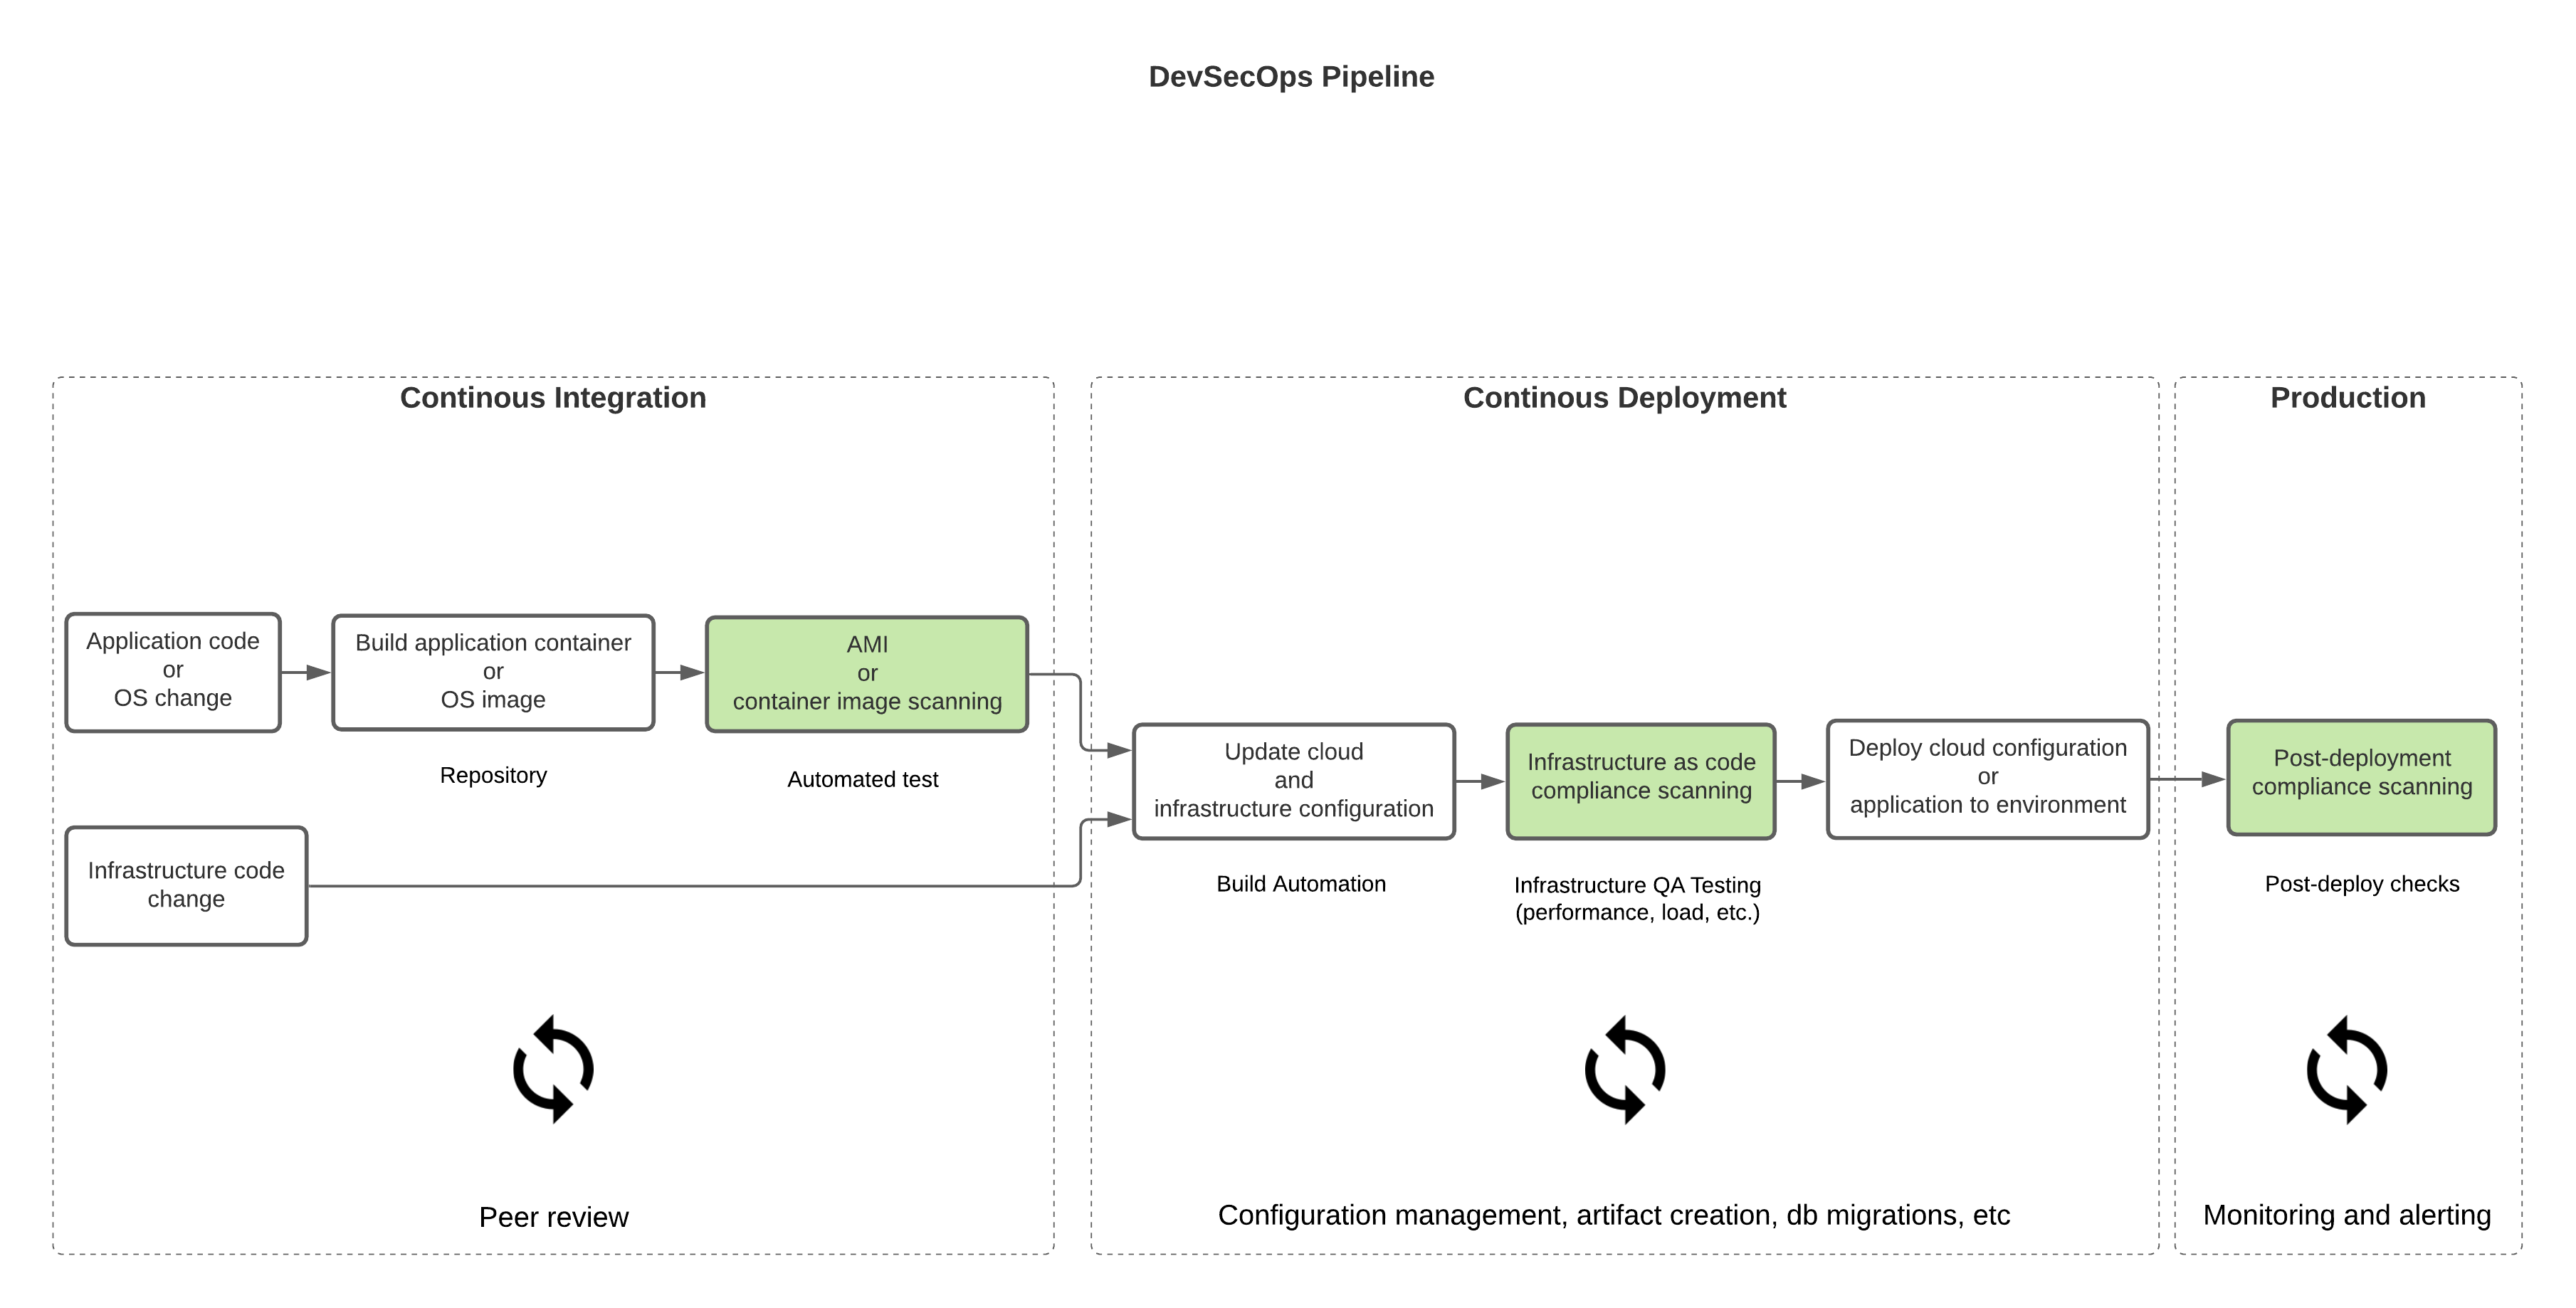 DevSecOps Pipeline
Continous Integration
Application code
or
OS change
Build application container
or
OS image
Repository
AMI
or
container image scanning
Automated test
Infrastructure code
change
Peer review
Continous Deployment
Update cloud
and
infrastructure configuration
Build Automation
Infrastructure as code
compliance scanning
Infrastructure QA Testing
(performance, load, etc.)
Deploy cloud configuration
or
application to environment
Configuration management, artifact creation, db migrations, etc
Production
Post-deployment
compliance scanning
Post-deploy checks
Monitoring and alerting